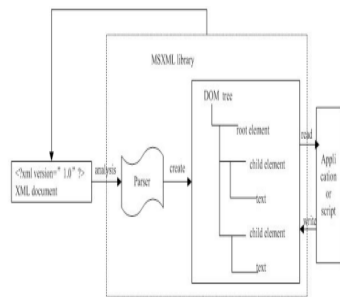 MSXML library
DOM tree
root element
child element
text
child element
text
<?xml version=" 1.0" ?>
XML document
analysis
Parser
create
read
write
Appli
cation
or
script